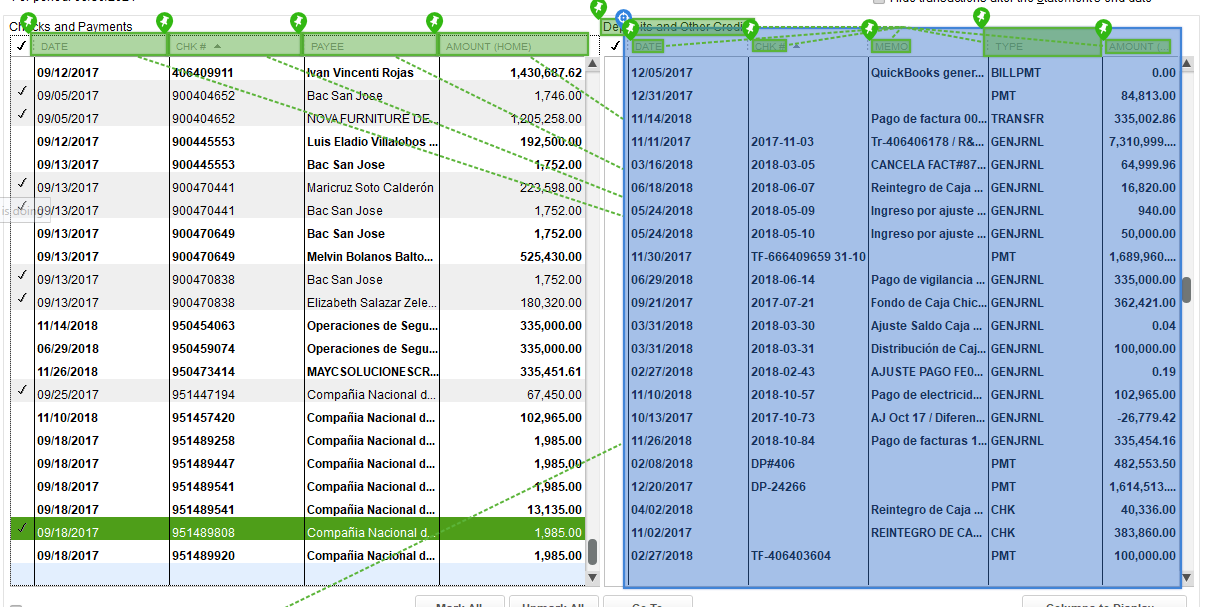 Checks and Payments
DATE CHK # PAYEE AMOUNT (HOME)
09/12/2017 406409911 Ivan Vincenti Rojas 1,430,687.62
09/05/2017 900404652 Bac San Jose 1,746.00
09/05/2017 900404652 NOVAFURNITURE DE... 1,205,258.00
09/12/2017 900445553 Luis Eladio Villalobos ... 192,500.00
09/13/2017 900445553 Bac San Jose 1,752.00
09/13/2017 900470441 Maricruz Soto Calderón 223,598.00
is doing
09/13/2017 900470441 Bac San Jose 1,752.00
09/13/2017 900470649 Bac San Jose 1,752.00
09/13/2017 900470649 Melvin Bolanos Balto... 525,430.00
09/13/2017 900470838 Bac San Jose 1,752.00
09/13/2017 900470838 Elizabeth Salazar Zele... 180,320.00
11/14/2018 950454063 Operaciones de Segu... 335,000.00
06/29/2018 950459074 Operaciones de Segu... 335,000.00
11/26/2018 950473414 MAYCSOLUCIONESCR... 335,451.61
09/25/2017 951447194 Compañia Nacional d... 67,450.00
11/10/2018 951457420 Compañia Nacional d... 102,965.00
09/18/2017 951489258 Compañia Nacional d... 1,985.00
09/18/2017 951489447 Compañia Nacional d... 1,985.00
09/18/2017 951489541 Compañia Nacional d... 1,985.00
09/18/2017 951489541 Compañia Nacional d... 13,135.00
09/18/2017 951489808 Compañia Nacional d... 1,985.00
09/18/2017 951489920 Compañia Nacional d... 1,985.00
Deposits and Other Credits
DATE CHK # MEMO TYPE AMOUNT (...
12/05/2017 QuickBooks gener... BILLPMT 0.00
12/31/2017 PMT 84,813.00
11/14/2018 Pago de factura 00... TRANSFR 335,002.86
11/11/2017 2017-11-03 Tr-406406178 / R&... GENJRNL 7,310,999....
03/16/2018 2018-03-05 CANCELA FACT#87... GENJRNL 64,999.96
06/18/2018 2018-06-07 Reintegro de Caja ... GENJRNL 16,820.00
05/24/2018 2018-05-09 Ingreso por ajuste ... GENJRNL 940.00
05/24/2018 2018-05-10 Ingreso por ajuste ... GENJRNL 50,000.00
11/30/2017 TF-666409659 31-10 PMT 1,689,960....
06/29/2018 2018-06-14 Pago de vigilancia ... GENJRNL 335,000.00
09/21/2017 2017-07-21 Fondo de Caja Chic... GENJRNL 362,421.00
03/31/2018 2018-03-30 Ajuste Saldo Caja ... GENJRNL 0.04
03/31/2018 2018-03-31 Distribución de Caj... GENJRNL 100,000.00
02/27/2018 2018-02-43 AJUSTE PAGO FE0... GENJRNL 0.19
11/10/2018 2018-10-57 Pago de electricid... GENJRNL 102,965.00
10/13/2017 2017-10-73 AJ Oct 17 / Diferen... GENJRNL -26,779.42
11/26/2018 2018-10-84 Pago de facturas 1... GENJRNL 335,454.16
02/08/2018 DP#406 PMT 482,553.50
12/20/2017 DP-24266 PMT 1,614,513....
04/02/2018 Reintegro de Caja ... CHK 40,336.00
11/02/2017 REINTEGRO DE CA... CHK 383,860.00
02/27/2018 TF-406403604 PMT 100,000.00